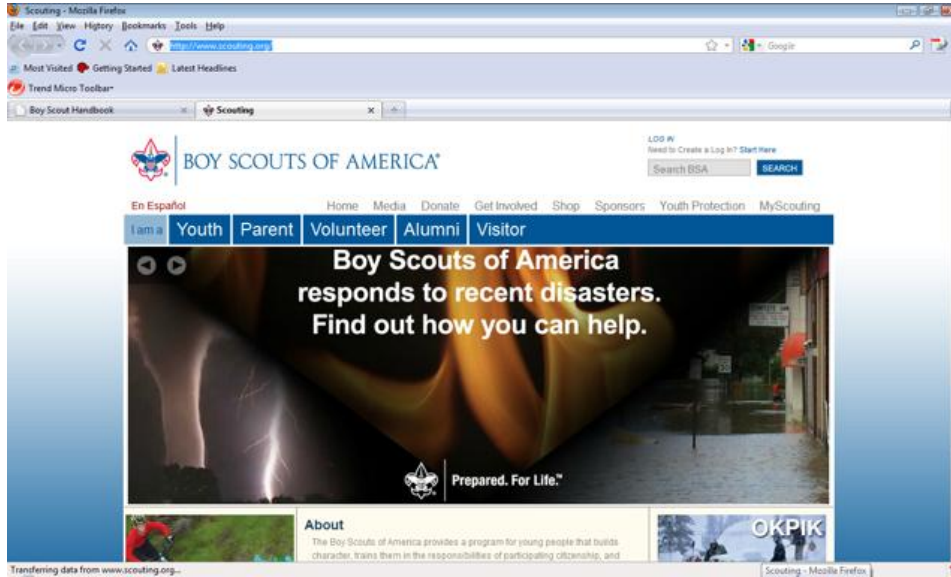 Scouting - Mozilla Firefox
File Edit View History Bookmarks Tools Help
http://www.scouting.org/
Google
Most Visited Getting Started Latest Headlines
Trend Micro Toolbar
Boy Scout Handbook
Scouting
LOG IN
Need to Create a Log In? Start Here
BOY SCOUTS OF AMERICA®
Search BSA SEARCH
En Español Home Media Donate Get Involved Shop Sponsors Youth Protection MyScouting
I am a Youth Parent Volunteer Alumni Visitor
Boy Scouts of America
responds to recent disasters.
Find out how you can help.
Prepared. For Life.™
About
The Boy Scouts of America provides a program for young people that builds
character, trains them in the responsibilities of participating citizenship, and
OKPIK
Transferring data from www.scouting.org...
Scouting - Mozilla Firefox